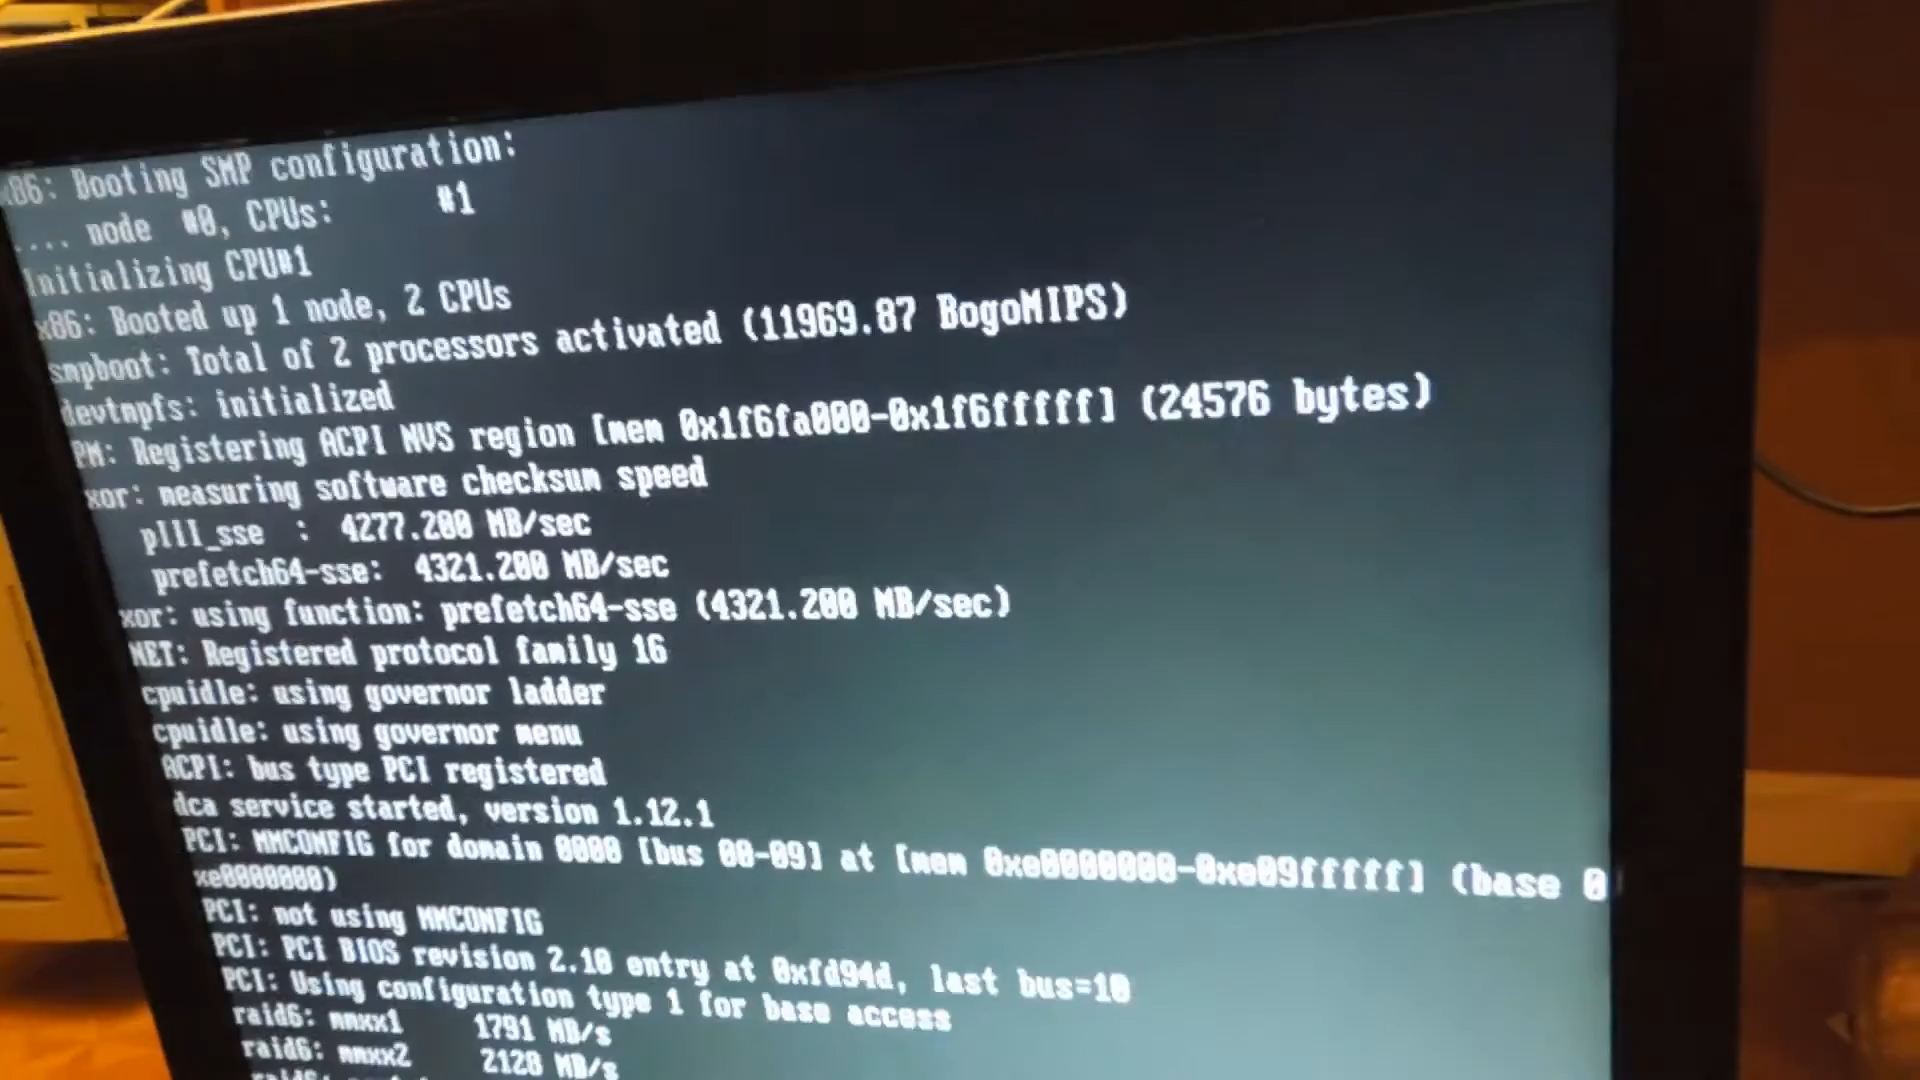 x86: Booting SMP configuration:
.... node  #0, CPUs:      #1
Initializing CPU#1
x86: Booted up 1 node, 2 CPUs
smpboot: Total of 2 processors activated (11969.87 BogoMIPS)
devtmpfs: initialized
PM: Registering ACPI NVS region [mem 0x1f6fa000-0x1f6fffff] (24576 bytes)
xor: measuring software checksum speed
   pIII_sse  :  4277.200 MB/sec
   prefetch64-sse:  4321.200 MB/sec
xor: using function: prefetch64-sse (4321.200 MB/sec)
NET: Registered protocol family 16
cpuidle: using governor ladder
cpuidle: using governor menu
ACPI: bus type PCI registered
dca service started, version 1.12.1
PCI: MMCONFIG for domain 0000 [bus 00-09] at [mem 0xe0000000-0xe09fffff] (base 0
xe0000000)
PCI: not using MMCONFIG
PCI: PCI BIOS revision 2.10 entry at 0xfd94d, last bus=10
PCI: Using configuration type 1 for base access
raid6: mmxx1     1791 MB/s
raid6: mmxx2     2128 MB/s